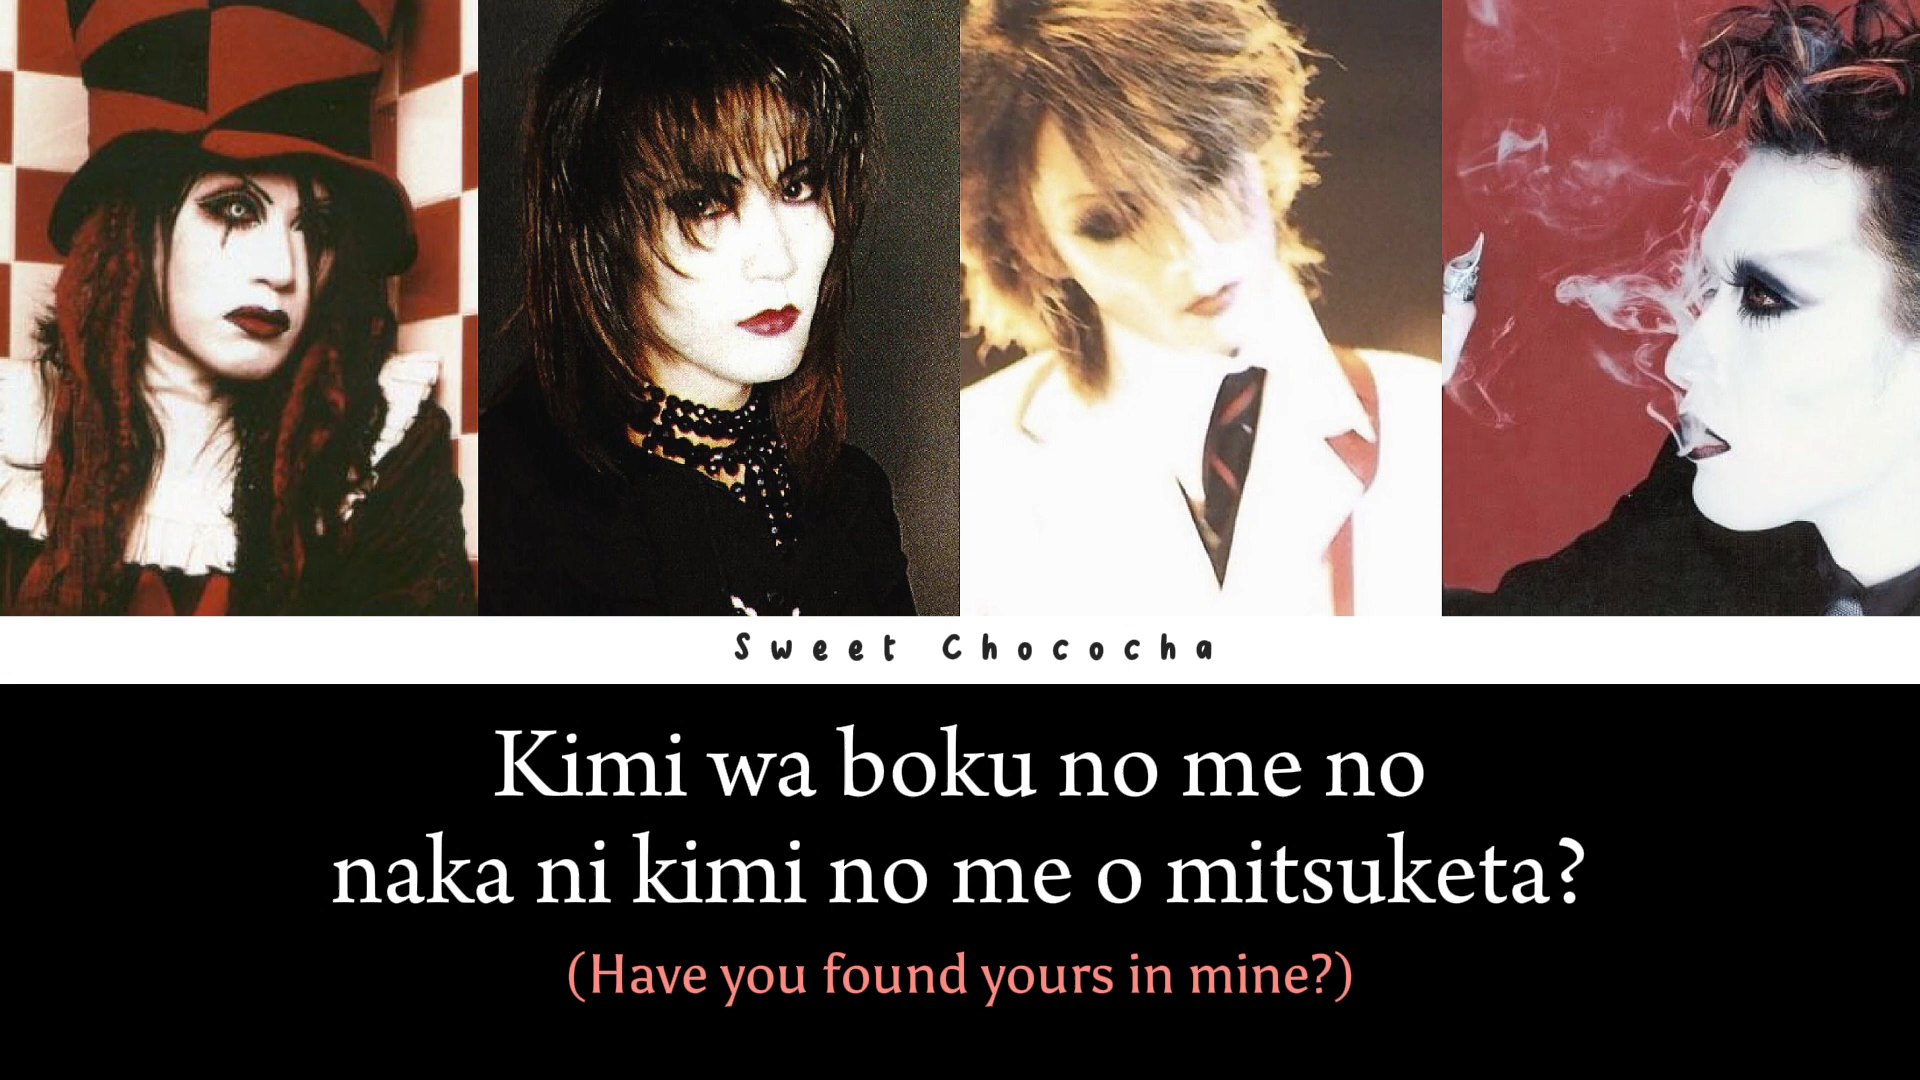 Sweet Chococha
Kimi wa boku no me no
naka ni kimi no me o mitsuketa?
(Have you found yours in mine?)